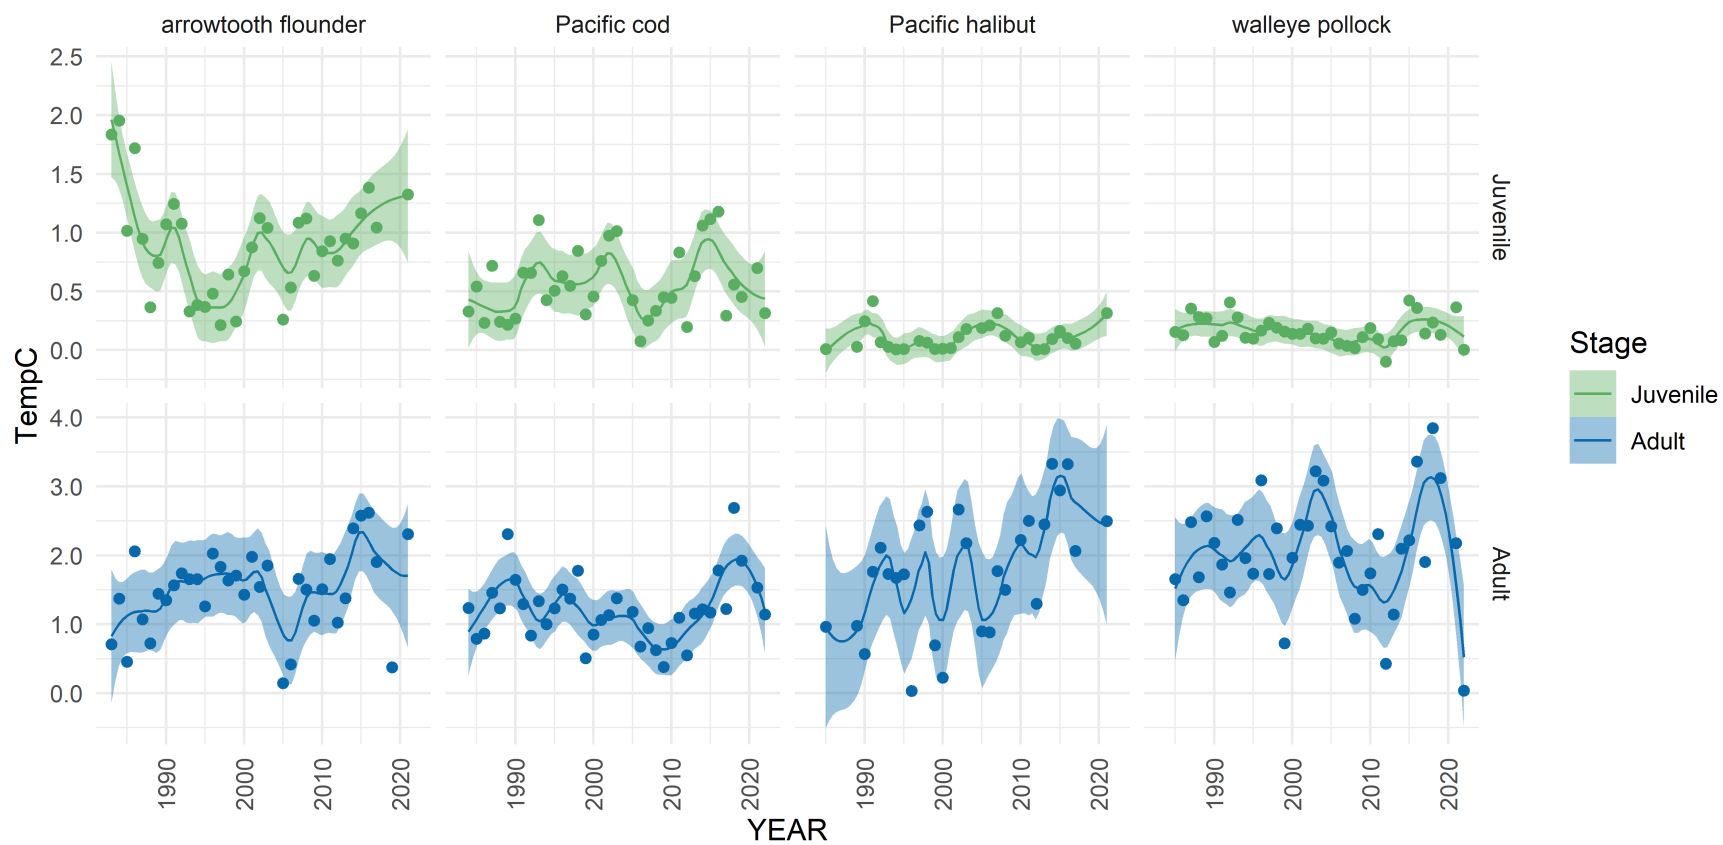 arrowtooth flounder Pacific cod Pacific halibut walleye pollock
2.5
2.0
1.5
1.0
0.5
0.0
Juvenile
4.0
3.0
2.0
1.0
0.0
Adult
TempC
1990 2000 2010 2020 1990 2000 2010 2020 1990 2000 2010 2020 1990 2000 2010 2020
YEAR
Stage
Juvenile
Adult